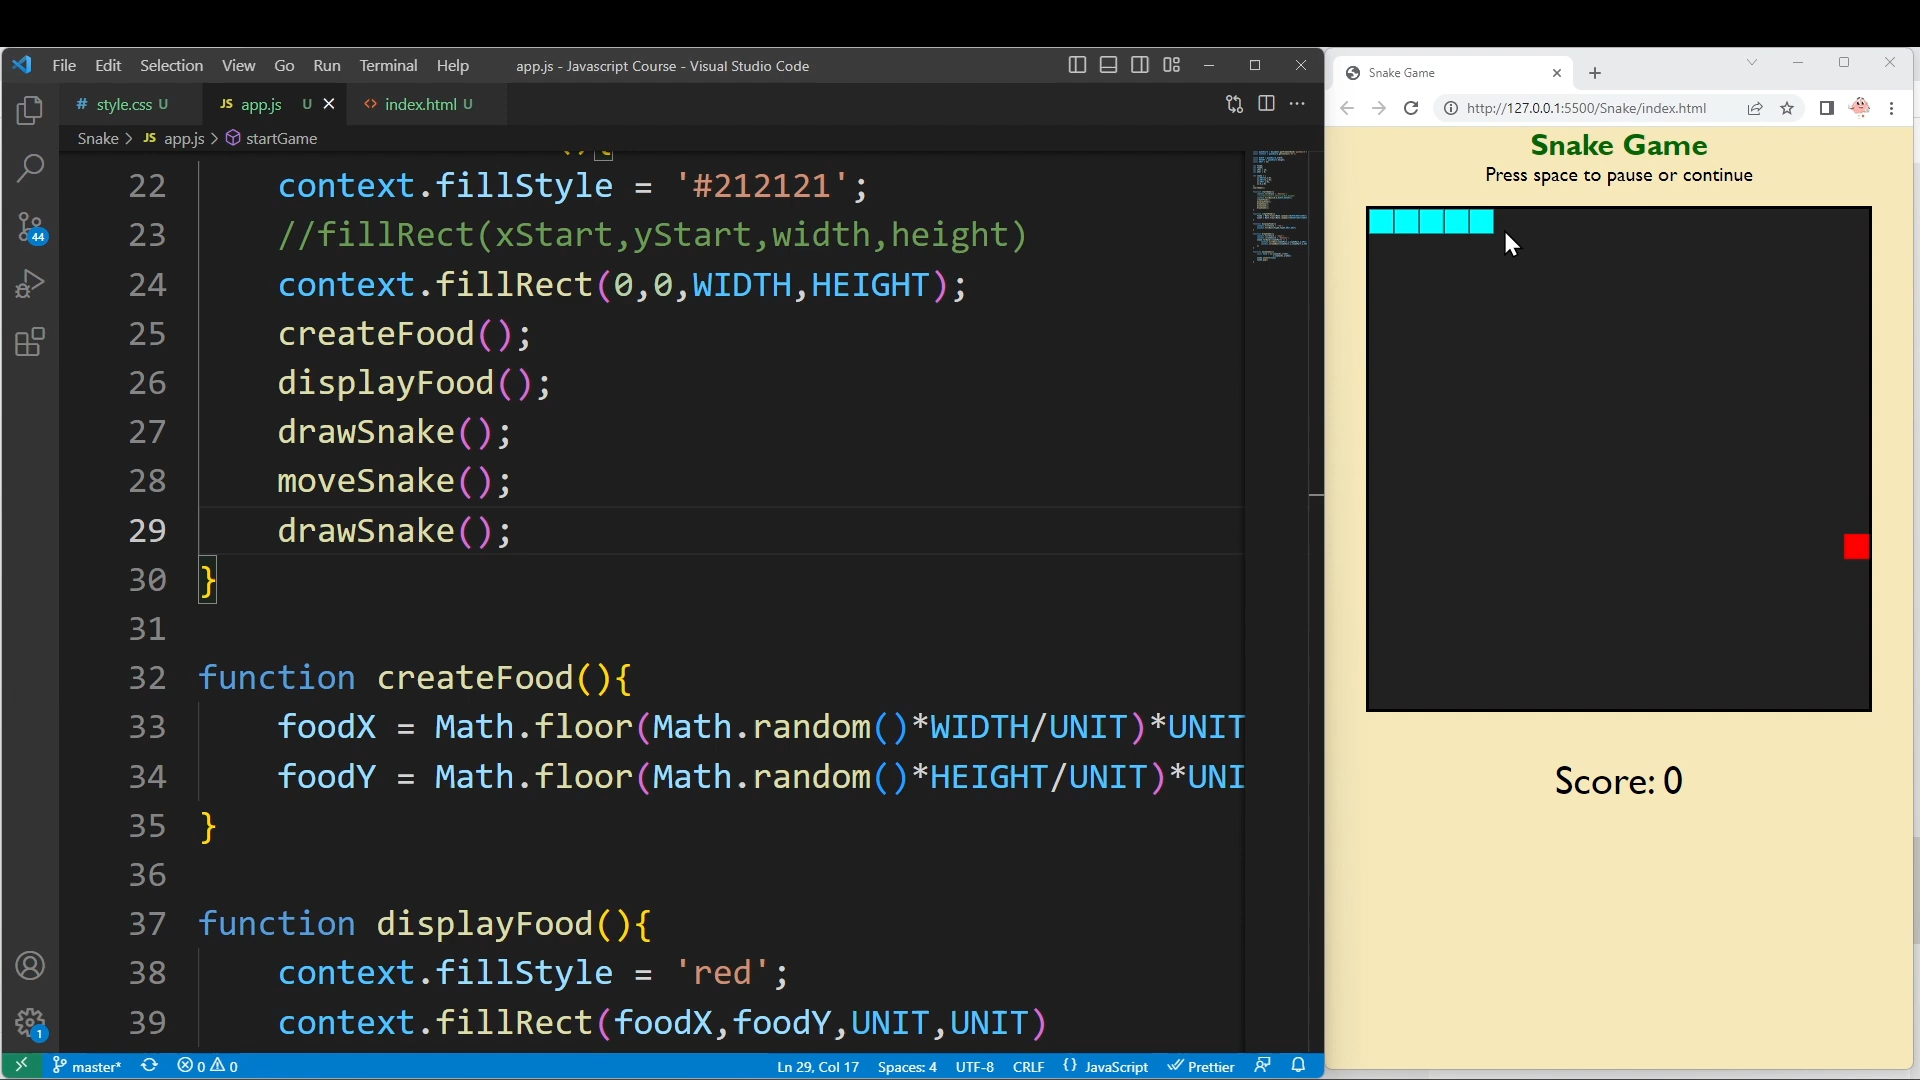 File Edit Selection View Go Run Terminal Help app.js - Javascript Course - Visual Studio Code
# style.css U JS app.js U <> index.html U
Snake > JS app.js > startGame
22 context.fillStyle = '#212121';
23 //fillRect(xStart,yStart,width,height)
24 context.fillRect(0,0,WIDTH,HEIGHT);
25 createFood();
26 displayFood();
27 drawSnake();
28 moveSnake();
29 drawSnake();
30 }
31
32 function createFood(){
33 foodX = Math.floor(Math.random()*WIDTH/UNIT)*UNIT
34 foodY = Math.floor(Math.random()*HEIGHT/UNIT)*UNI
35 }
36
37 function displayFood(){
38 context.fillStyle = 'red';
39 context.fillRect(foodX,foodY,UNIT,UNIT)
44
1
master* 0 0 Ln 29, Col 17 Spaces: 4 UTF-8 CRLF {} JavaScript Prettier
Snake Game
http://127.0.0.1:5500/Snake/index.html
Snake Game
Press space to pause or continue
Score: 0